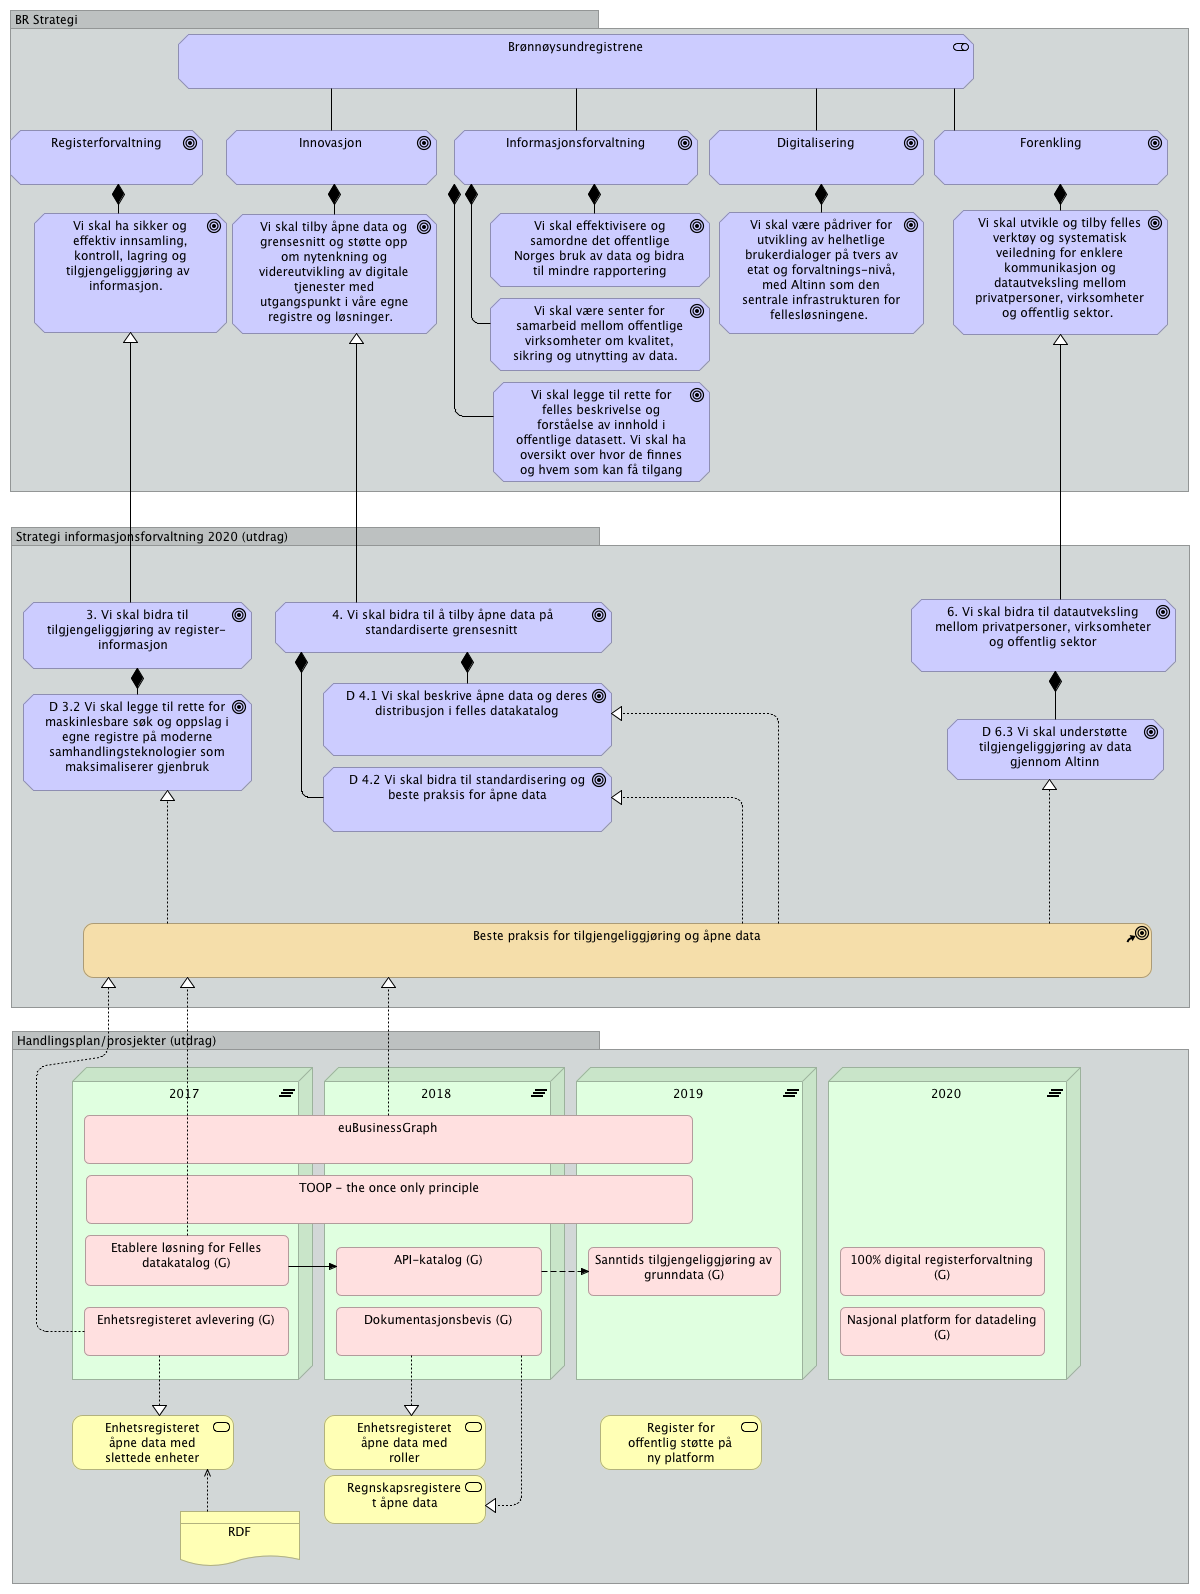 BR Strategi
Brønnøysundregistrene
Registerforvaltning
Innovasjon
Informasjonsforvaltning
Digitalisering
Forenkling
Vi skal ha sikker og
effektiv innsamling,
kontroll, lagring og
tilgjengeliggjøring av
informasjon.
Vi skal tilby åpne data og
grensesnitt og støtte opp
om nytenkning og
videreutvikling av digitale
tjenester med
utgangspunkt i våre egne
registre og løsninger.
Vi skal effektivisere og
samordne det offentlige
Norges bruk av data og bidra
til mindre rapportering
Vi skal være senter for
samarbeid mellom offentlige
virksomheter om kvalitet,
sikring og utnytting av data.
Vi skal legge til rette for
felles beskrivelse og
forståelse av innhold i
offentlige datasett. Vi skal ha
oversikt over hvor de finnes
og hvem som kan få tilgang
Vi skal være pådriver for
utvikling av helhetlige
brukerdialoger på tvers av
etat og forvaltnings-nivå,
med Altinn som den
sentrale infrastrukturen for
fellesløsningene.
Vi skal utvikle og tilby felles
verktøy og systematisk
veiledning for enklere
kommunikasjon og
datautveksling mellom
privatpersoner, virksomheter
og offentlig sektor.
Strategi informasjonsforvaltning 2020 (utdrag)
3. Vi skal bidra til
tilgjengeliggjøring av register-
informasjon
4. Vi skal bidra til å tilby åpne data på
standardiserte grensesnitt
6. Vi skal bidra til datautveksling
mellom privatpersoner, virksomheter
og offentlig sektor
D 3.2 Vi skal legge til rette for
maskinlesbare søk og oppslag i
egne registre på moderne
samhandlingsteknologier som
maksimaliserer gjenbruk
D 4.1 Vi skal beskrive åpne data og deres
distribusjon i felles datakatalog
D 4.2 Vi skal bidra til standardisering og
beste praksis for åpne data
D 6.3 Vi skal understøtte
tilgjengeliggjøring av data
gjennom Altinn
Beste praksis for tilgjengeliggjøring og åpne data
Handlingsplan/prosjekter (utdrag)
2017
2018
2019
2020
euBusinessGraph
TOOP - the once only principle
Etablere løsning for Felles
datakatalog (G)
API-katalog (G)
Sanntids tilgjengeliggjøring av
grunndata (G)
100% digital registerforvaltning
(G)
Enhetsregisteret avlevering (G)
Dokumentasjonsbevis (G)
Nasjonal platform for datadeling
(G)
Enhetsregisteret
åpne data med
slettede enheter
Enhetsregisteret
åpne data med
roller
Register for
offentlig støtte på
ny platform
Regnskapsregistere
t åpne data
RDF